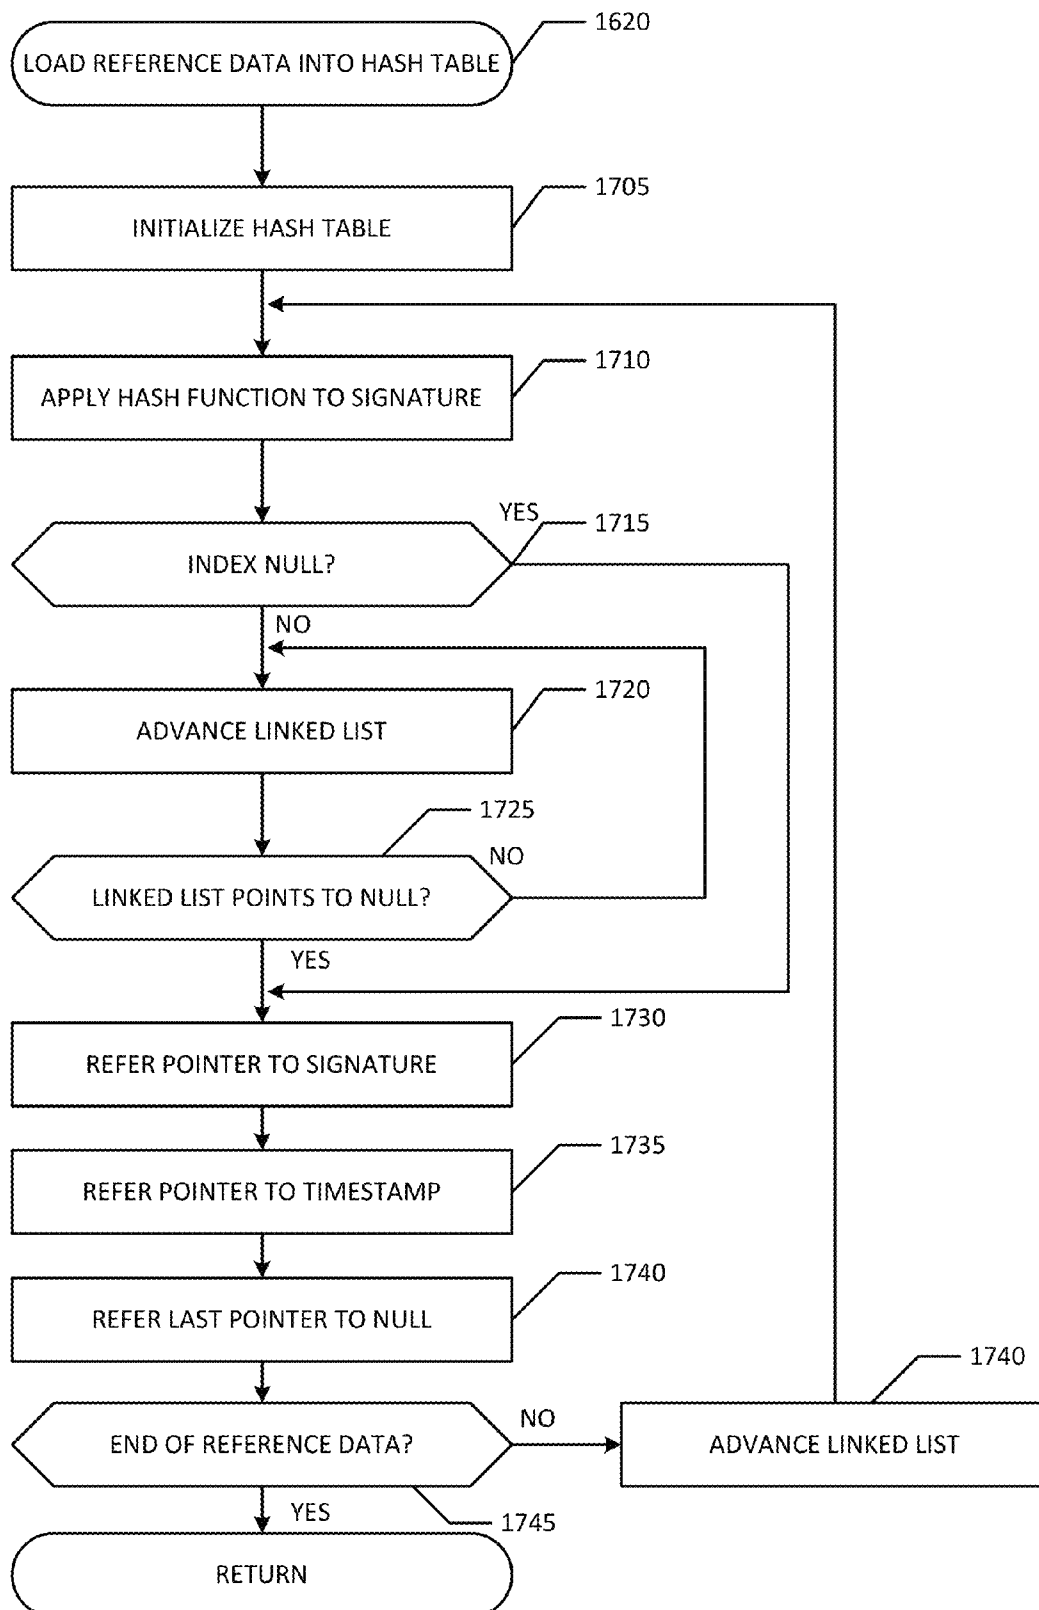 1620
LOAD REFERENCE DATA INTO HASH TABLE
1705
INITIALIZE HASH TABLE
1710
APPLY HASH FUNCTION TO SIGNATURE
YES
1715
INDEX NULL?
NO
1720
ADVANCE LINKED LIST
1725
NO
LINKED LIST POINTS TO NULL?
YES
1730
REFER POINTER TO SIGNATURE
1735
REFER POINTER TO TIMESTAMP
1740
REFER LAST POINTER TO NULL
1740
NO
END OF REFERENCE DATA?
ADVANCE LINKED LIST
YES
1745
RETURN